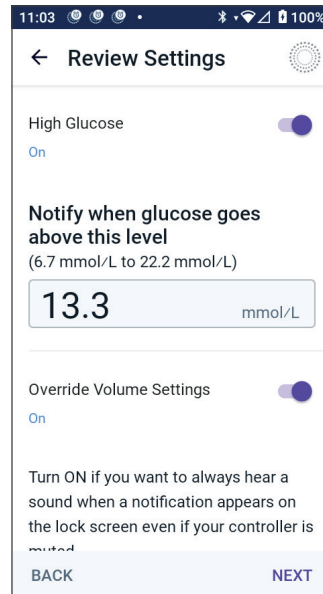 11:03 100%
Review Settings
High Glucose
On
Notify when glucose goes
above this level
(6.7 mmol/L to 22.2 mmol/L)
13.3 mmol/L
Override Volume Settings
On
Turn ON if you want to always hear a
sound when a notification appears on
the lock screen even if your controller is
muted
BACK NEXT